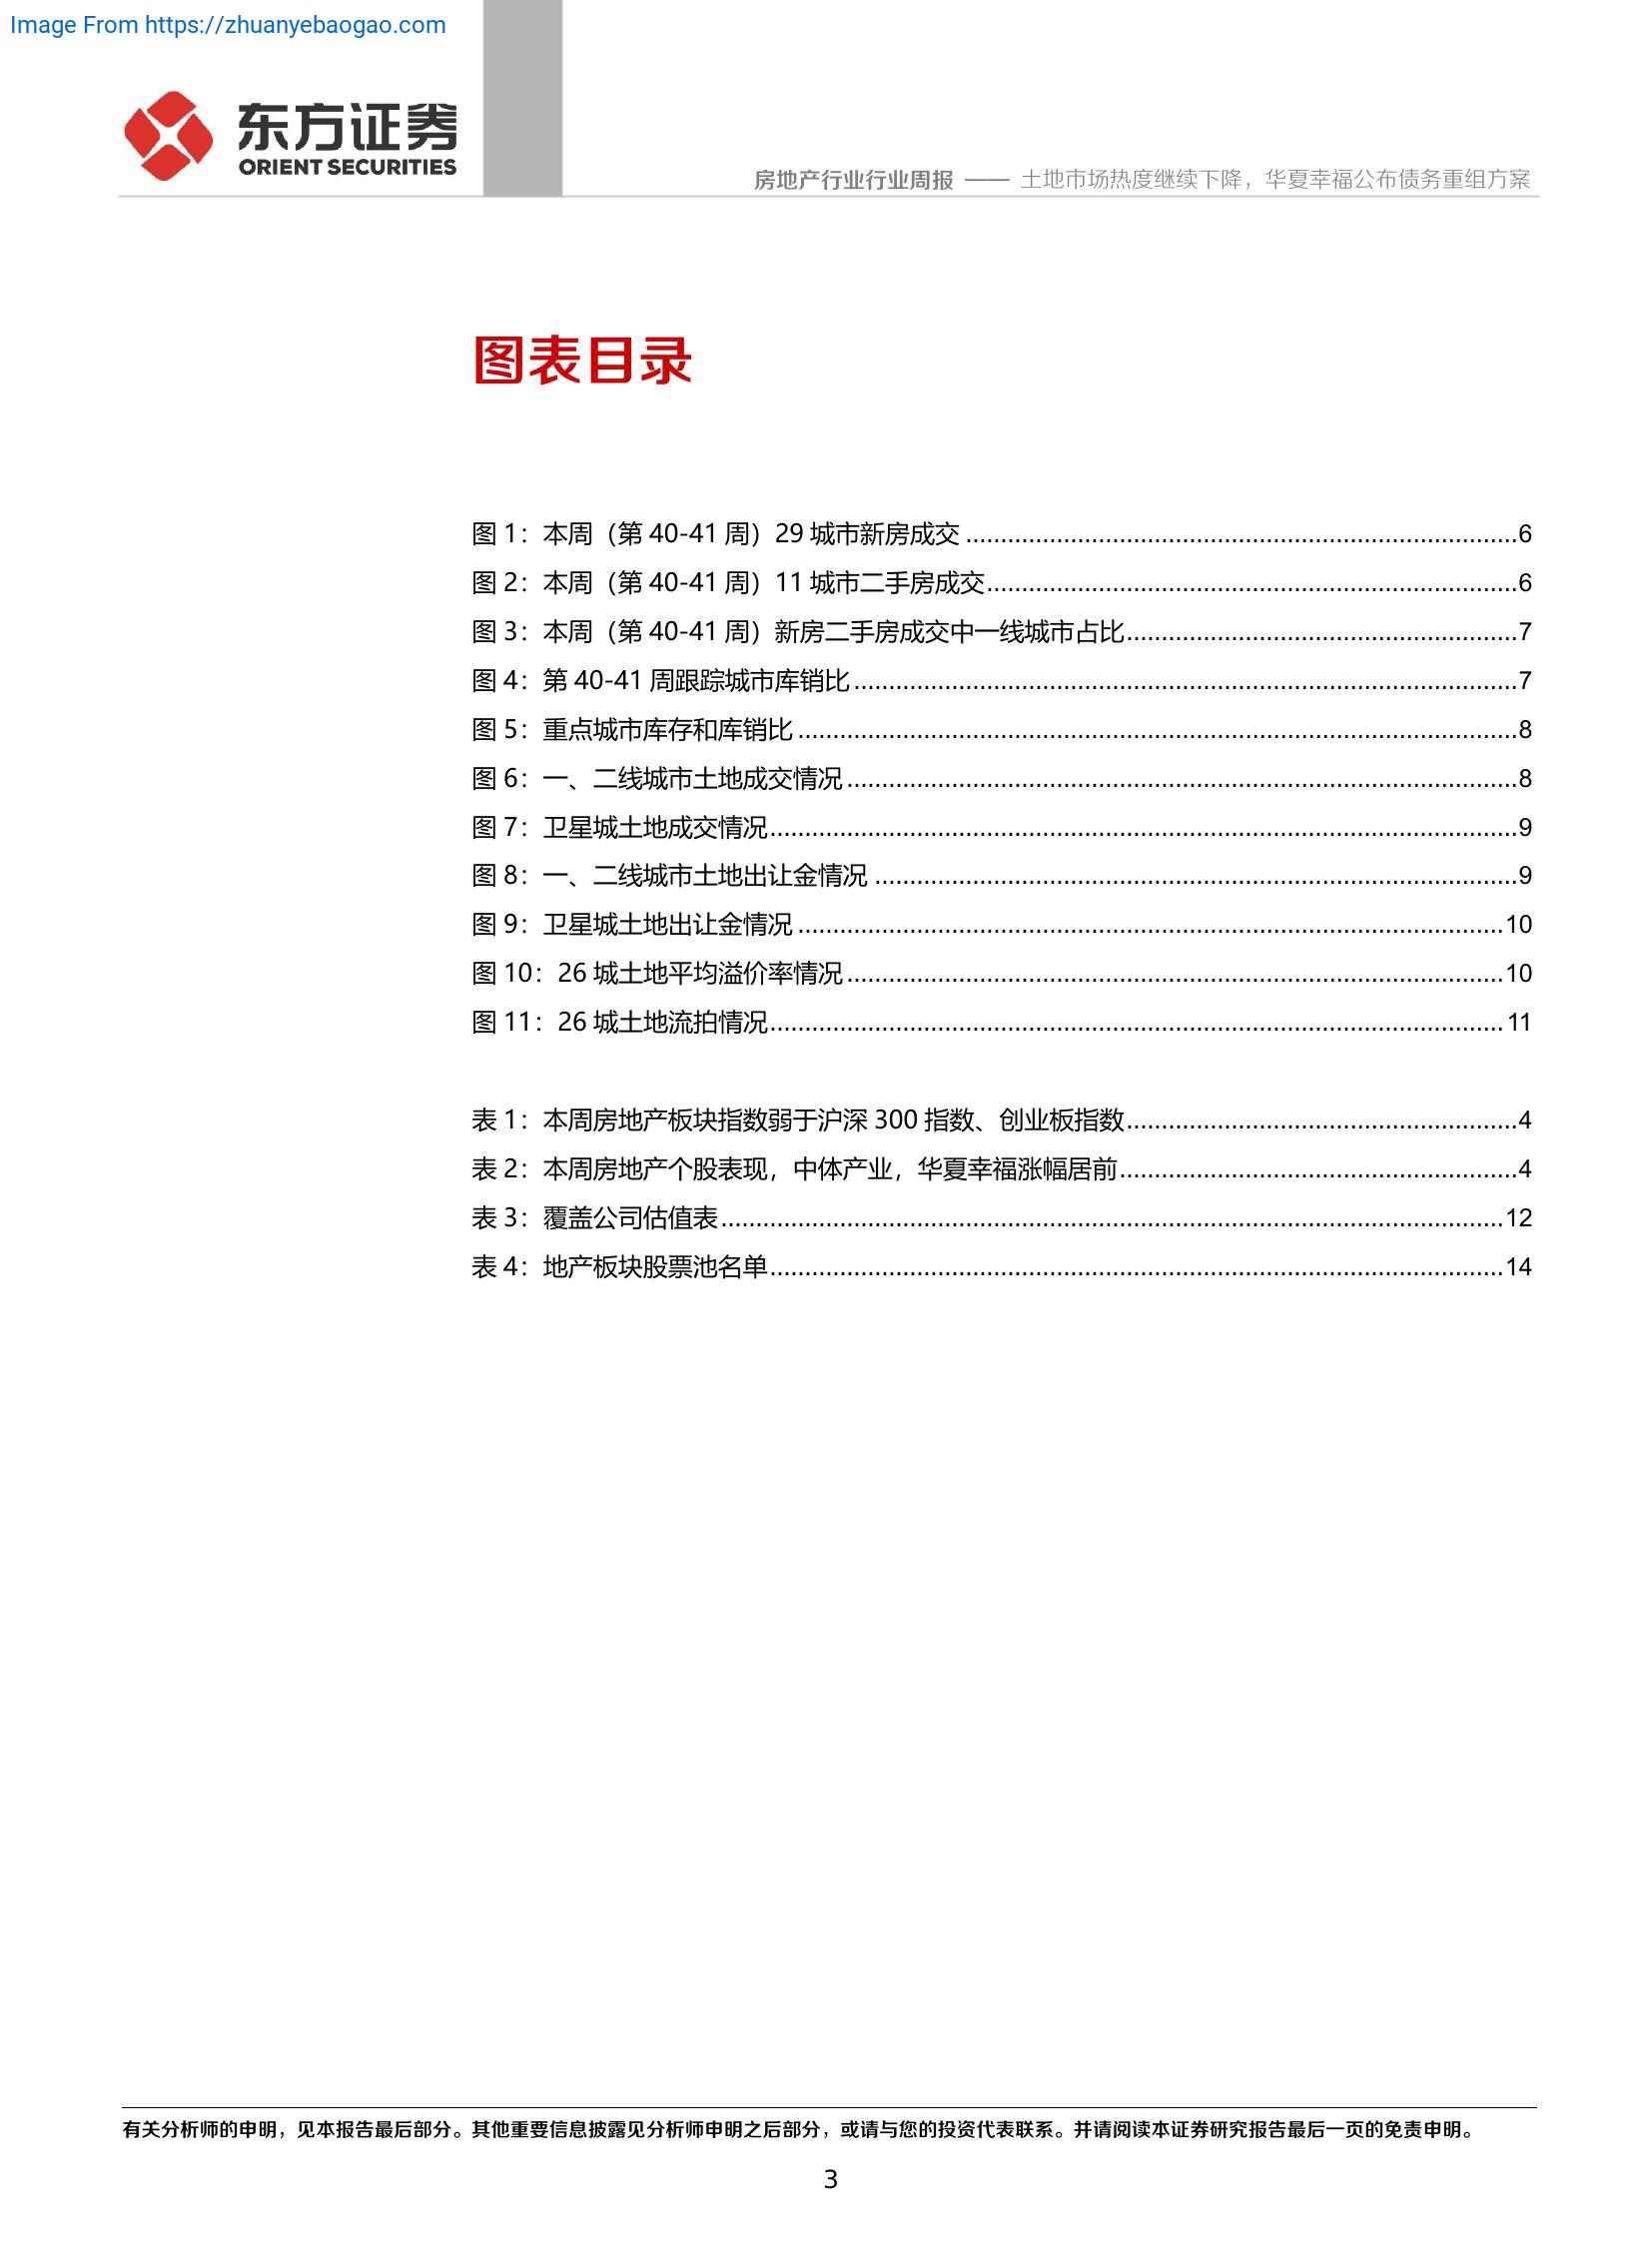 Image From https://zhuanyebaogao.com
东方证券
ORIENT SECURITIES
房地产行业行业周报 —— 土地市场热度继续下降，华夏幸福公布债务重组方案
图表目录
图 1：本周（第 40-41 周）29 城市新房成交 ........................................................................6
图 2：本周（第 40-41 周）11 城市二手房成交........................................................................6
图 3：本周（第 40-41 周）新房二手房成交中一线城市占比........................................................7
图 4：第 40-41 周跟踪城市库销比........................................................................7
图 5：重点城市库存和库销比 ........................................................................8
图 6：一、二线城市土地成交情况........................................................................8
图 7：卫星城土地成交情况........................................................................9
图 8：一、二线城市土地出让金情况 ........................................................................9
图 9：卫星城土地出让金情况 ........................................................................10
图 10：26 城土地平均溢价率情况........................................................................10
图 11：26 城土地流拍情况........................................................................11
表 1：本周房地产板块指数弱于沪深 300 指数、创业板指数........................................................4
表 2：本周房地产个股表现，中体产业，华夏幸福涨幅居前........................................................4
表 3：覆盖公司估值表........................................................................12
表 4：地产板块股票池名单........................................................................14
有关分析师的申明，见本报告最后部分。其他重要信息披露见分析师申明之后部分，或请与您的投资代表联系。并请阅读本证券研究报告最后一页的免责申明。
3